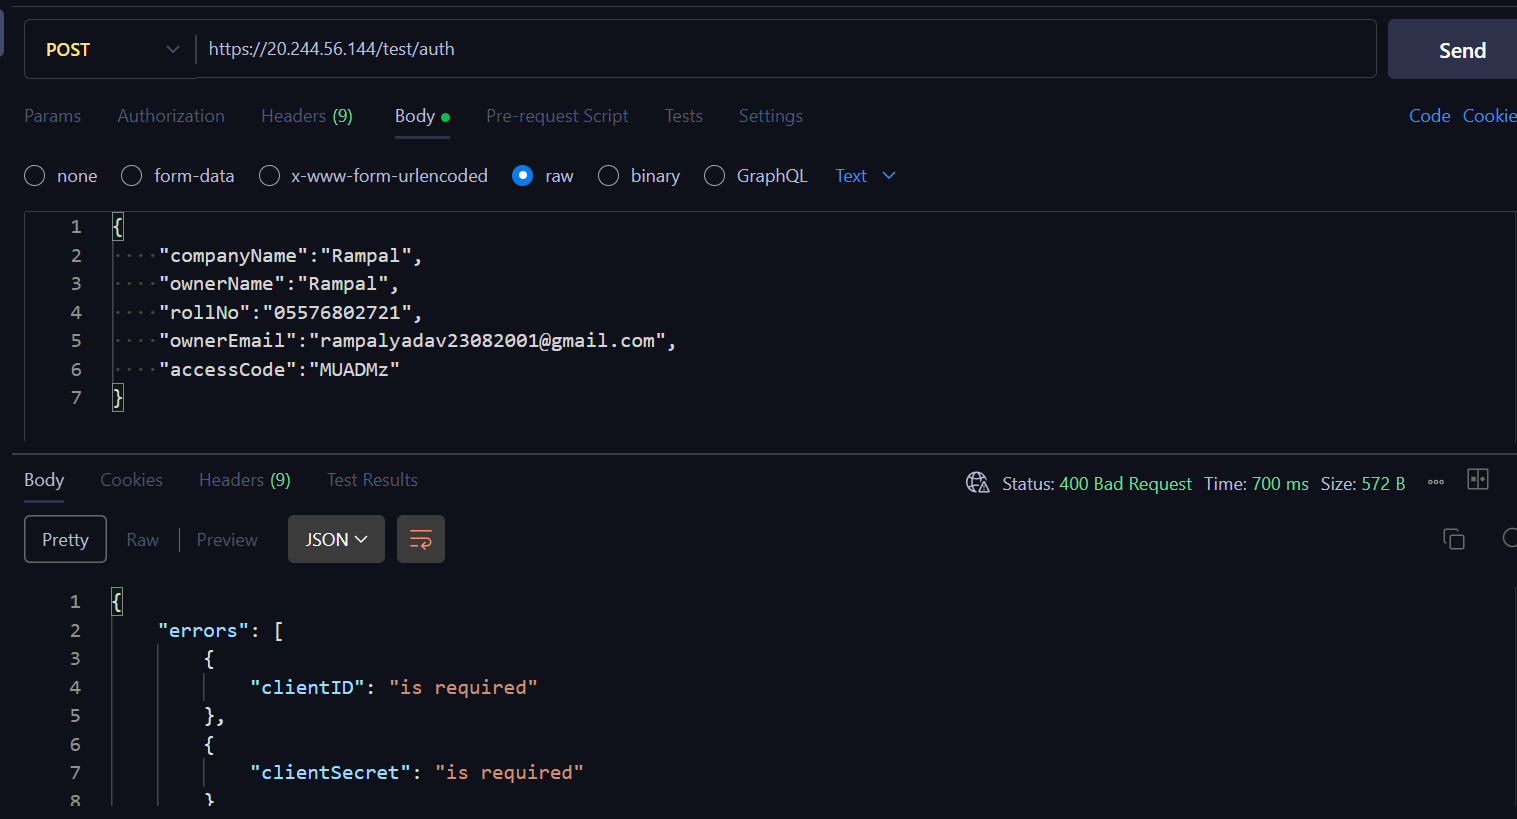 POST https://20.244.56.144/test/auth Send
Params Authorization Headers (9) Body Pre-request Script Tests Settings Code Cookie
none form-data x-www-form-urlencoded raw binary GraphQL Text
1 {
2 "companyName":"Rampal",
3 "ownerName":"Rampal",
4 "rollNo":"05576802721",
5 "ownerEmail":"rampalyadav23082001@gmail.com",
6 "accessCode":"MUADMz"
7 }
Body Cookies Headers (9) Test Results Status: 400 Bad Request Time: 700 ms Size: 572 B
Pretty Raw Preview JSON
1 {
2 "errors": [
3 {
4 "clientID": "is required"
5 },
6 {
7 "clientSecret": "is required"
8 }